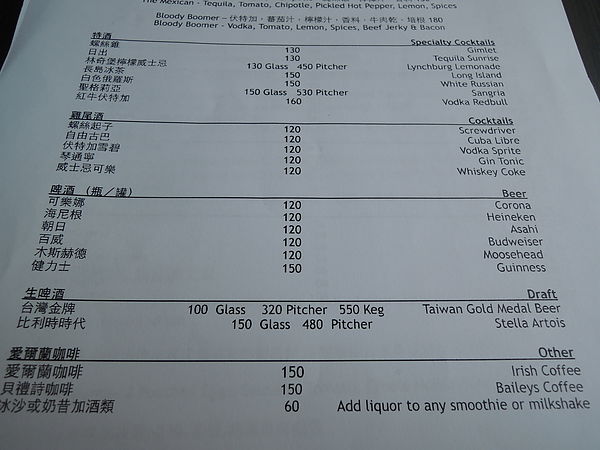 The Mexican - Tequila, Tomato, Chipotle, Pickled Hot Pepper, Lemon, Spices
Bloody Boomer – 伏特加，蕃茄汁，檸檬汁，香料，牛肉乾，培根 180
Bloody Boomer - Vodka, Tomato, Lemon, Spices, Beef Jerky & Bacon
特酒 Specialty Cocktails
螺絲錐 130 Gimlet
日出 130 Tequila Sunrise
林奇堡檸檬威士忌 130 Glass 450 Pitcher Lynchburg Lemonade
長島冰茶 150 Long Island
白色俄羅斯 150 White Russian
聖格莉亞 150 Glass 530 Pitcher Sangria
紅牛伏特加 160 Vodka Redbull
雞尾酒 Cocktails
螺絲起子 120 Screwdriver
自由古巴 120 Cuba Libre
伏特加雪碧 120 Vodka Sprite
琴通寧 120 Gin Tonic
威士忌可樂 120 Whiskey Coke
啤酒 （瓶／罐） Beer
可樂娜 120 Corona
海尼根 120 Heineken
朝日 120 Asahi
百威 120 Budweiser
木斯赫德 120 Moosehead
健力士 150 Guinness
生啤酒 Draft
台灣金牌 100 Glass 320 Pitcher 550 Keg Taiwan Gold Medal Beer
比利時時代 150 Glass 480 Pitcher Stella Artois
愛爾蘭咖啡 Other
愛爾蘭咖啡 150 Irish Coffee
貝禮詩咖啡 150 Baileys Coffee
冰沙或奶昔加酒類 60 Add liquor to any smoothie or milkshake